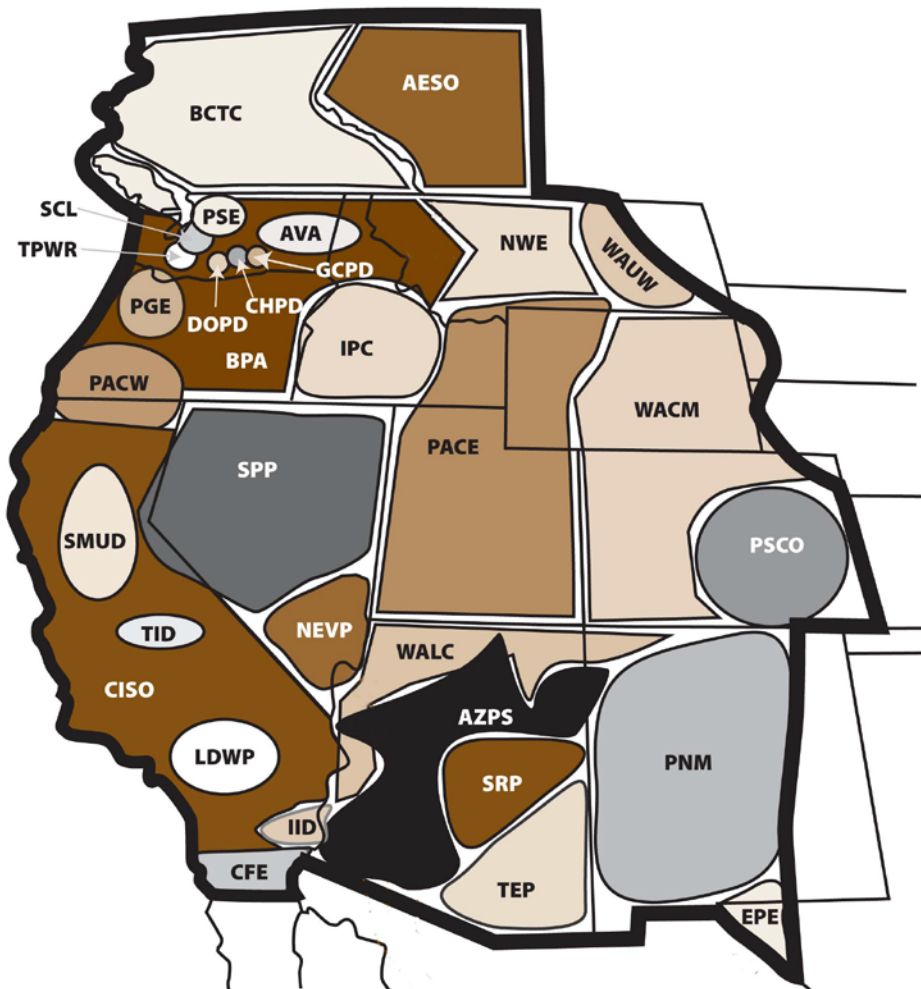 AESO
BCTC
SCL
PSE
TPWR
AVA
NWE
WAUW
GCPD
PGE
CHPD
DOPD
BPA
IPC
PACW
WACM
PACE
SPP
SMUD
PSCO
TID
NEVP
WALC
CISO
AZPS
LDWP
PNM
SRP
IID
CFE
TEP
EPE